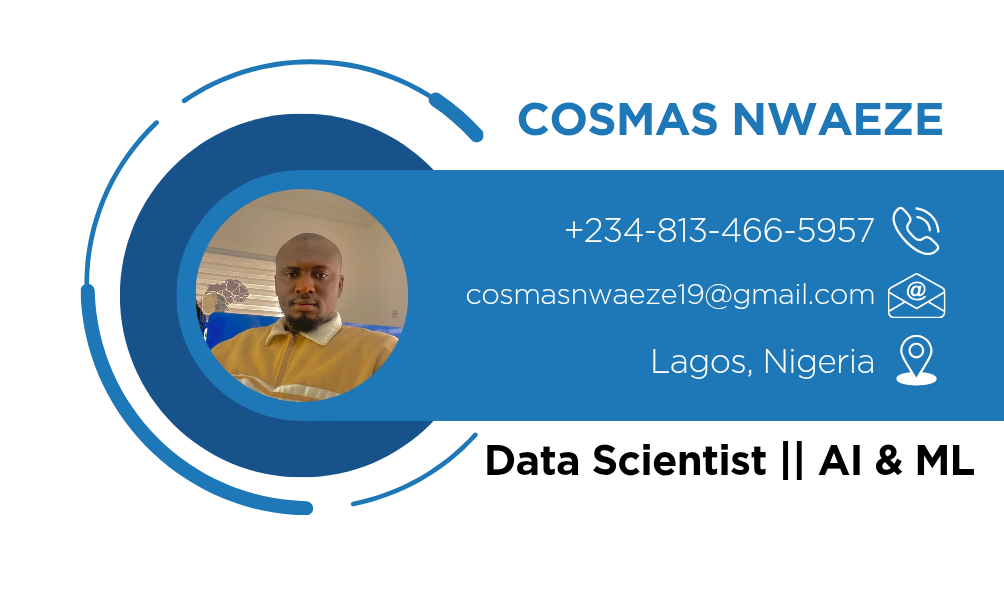 COSMAS NWAEZE
+234-813-466-5957
cosmasnwaeze19@gmail.com
Lagos, Nigeria
Data Scientist || AI & ML